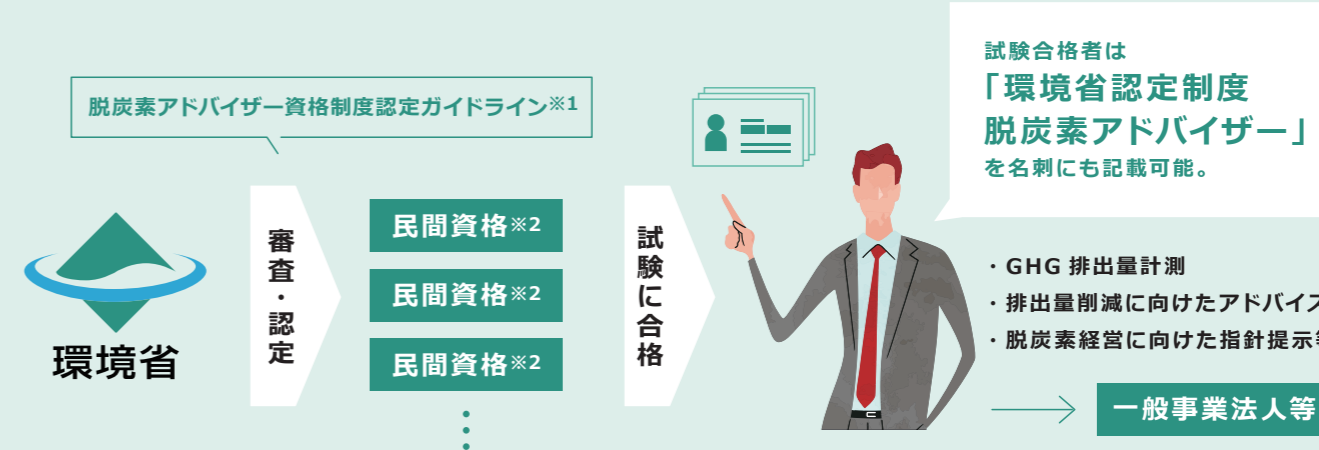 脱炭素アドバイザー資格制度認定ガイドライン※1
環境省
審査・認定
民間資格※2
民間資格※2
民間資格※2
試験に合格
試験合格者は
「環境省認定制度
脱炭素アドバイザー」
を名刺にも記載可能。
・GHG 排出量計測
・排出量削減に向けたアドバイス
・脱炭素経営に向けた指針提示等
一般事業法人等